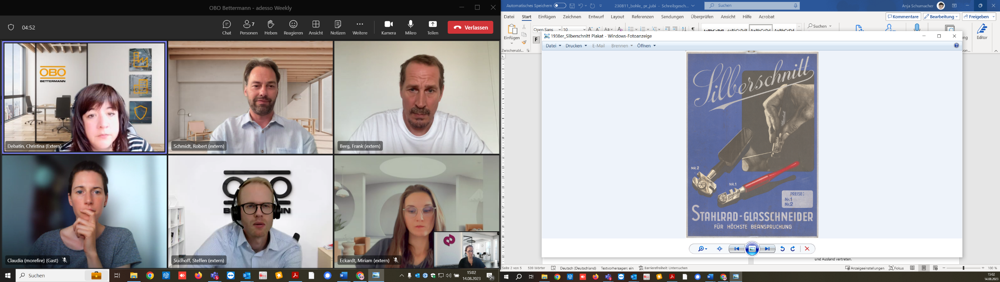 OBO Bettermann - adesso Weekly
04:52
Chat
7
Personen
Heben
Reagieren
Ansicht
Notizen
Weitere
Kamera
Mikro
Teilen
Verlassen
OBO
BETTERMANN
Debatin, Christina (Extern)
Schmidt, Robert (extern)
Berg, Frank (extern)
Claudia (morefire) (Gast)
Sudhoff, Steffen (extern)
Eckardt, Miriam (extern)
Suchen
15:02
14.08.2023
21
Automatisches Speichern
230811_bohle_ pr_jubi - Schreibgesch...
Suchen
Anja Schumacher
Datei Start Einfügen Zeichnen Entwurf Layout Referenzen Sendungen Überprüfen Ansicht Hilfe Acrobat
Kommentare
Bearbeitung
Freigeben
Einfügen
Zwischenabl...
Open Sans
10
F
Suchen
Editor
1938er_Silberschnitt Plakat - Windows-Fotoanzeige
Datei Drucken E-Mail Brennen Öffnen
Silberschnitt
NR.2
NR.1
PREISE:
Nr.1
Nr.2
STAHLRAD-GLASSCHNEIDER
FÜR HÖCHSTE BEANSPRUCHUNG
und Ausland vertreten.
Seite 2 von 5 539 Wörter Deutsch (Deutschland) Textvorhersagen: ein Barrierefreiheit: Untersuchen
Anzeigeeinstellungen Fokus 100 %
15:02
14.08.2023